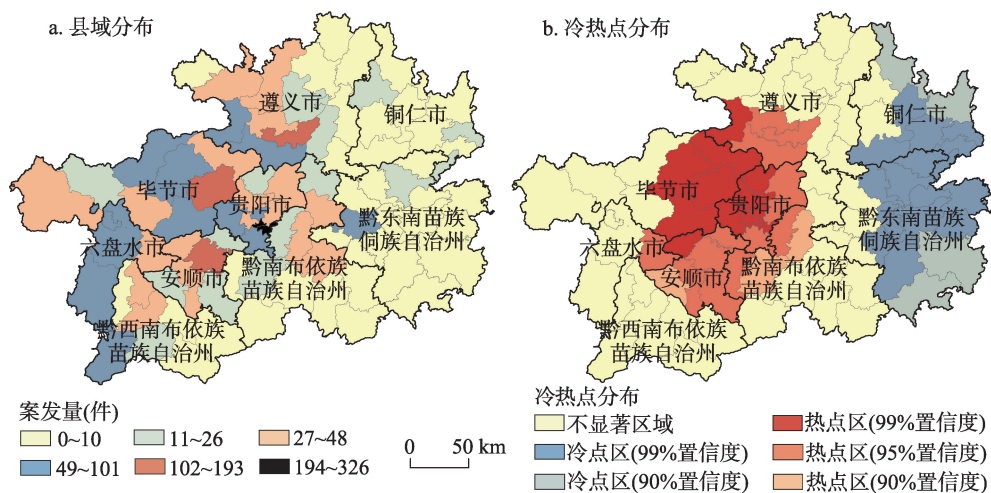 a. 县域分布
遵义市
铜仁市
毕节市
贵阳市
黔东南苗族
侗族自治州
六盘水市
安顺市
黔南布依族
苗族自治州
黔西南布依族
苗族自治州
案发量(件)
0~10
11~26
27~48
49~101
102~193
194~326
0 50 km
b. 冷热点分布
遵义市
铜仁市
毕节市
贵阳市
黔东南苗族
侗族自治州
六盘水市
安顺市
黔南布依族
苗族自治州
黔西南布依族
苗族自治州
冷热点分布
不显著区域
冷点区(99%置信度)
冷点区(90%置信度)
热点区(99%置信度)
热点区(95%置信度)
热点区(90%置信度)